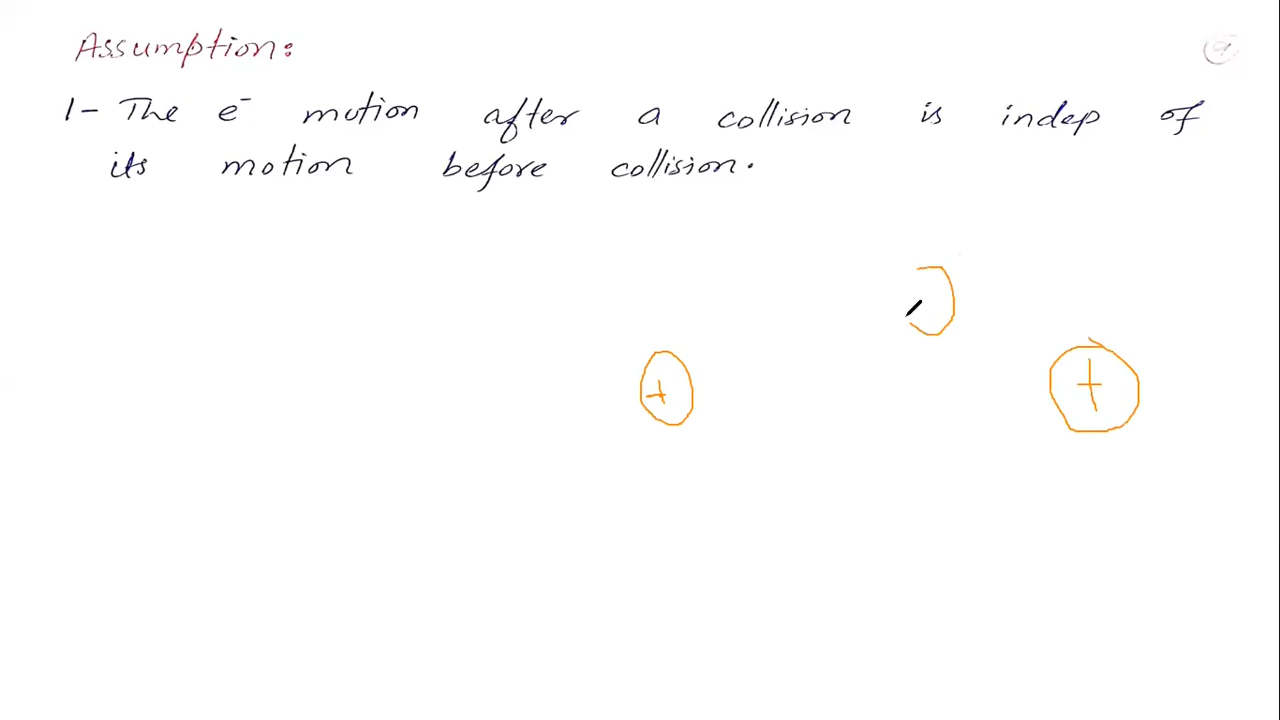 Assumption:
1- The e⁻ motion after a collision is indep of
its motion before collision.
+
+